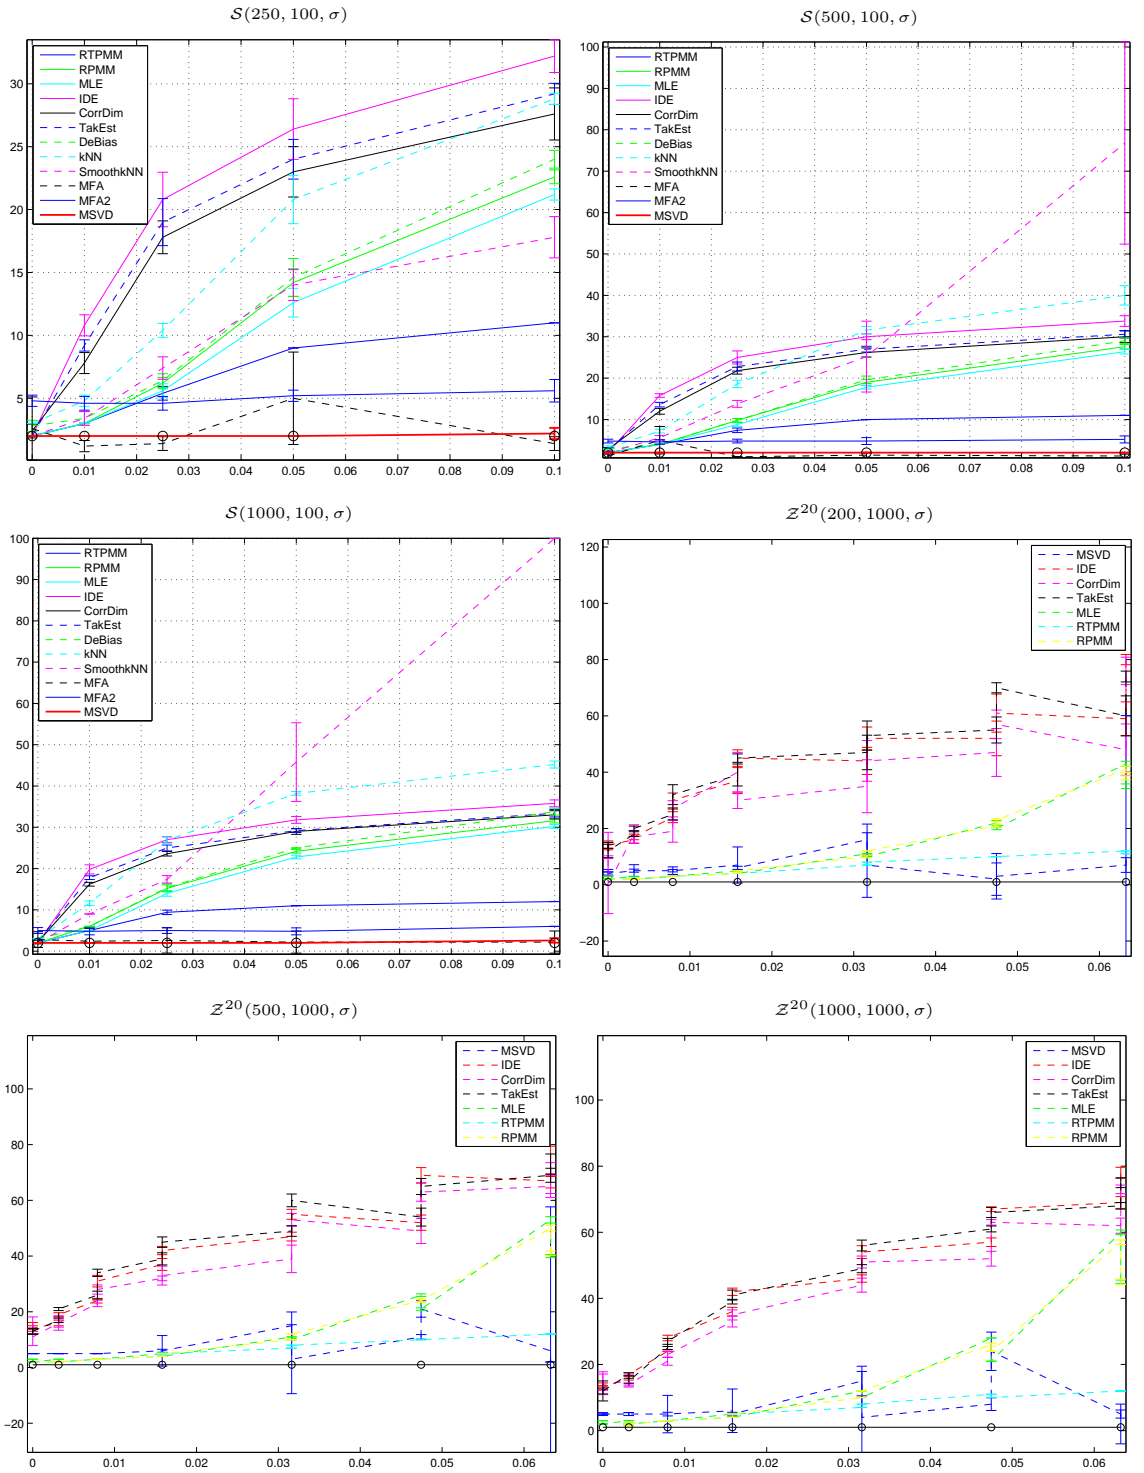 S(250, 100, σ)
30
25
20
15
10
5
0
0.01
0.02
0.03
0.04
0.05
0.06
0.07
0.08
0.09
0.1
RTPMM
RPMM
MLE
IDE
CorrDim
TakEst
DeBias
kNN
SmoothkNN
MFA
MFA2
MSVD
S(500, 100, σ)
100
90
80
70
60
50
40
30
20
10
0
0.01
0.02
0.03
0.04
0.05
0.06
0.07
0.08
0.09
0.1
RTPMM
RPMM
MLE
IDE
CorrDim
TakEst
DeBias
kNN
SmoothkNN
MFA
MFA2
MSVD
S(1000, 100, σ)
100
90
80
70
60
50
40
30
20
10
0
0
0.01
0.02
0.03
0.04
0.05
0.06
0.07
0.08
0.09
0.1
RTPMM
RPMM
MLE
IDE
CorrDim
TakEst
DeBias
kNN
SmoothkNN
MFA
MFA2
MSVD
Z²⁰(200, 1000, σ)
120
100
80
60
40
20
0
−20
0
0.01
0.02
0.03
0.04
0.05
0.06
MSVD
IDE
CorrDim
TakEst
MLE
RTPMM
RPMM
Z²⁰(500, 1000, σ)
100
80
60
40
20
0
−20
0
0.01
0.02
0.03
0.04
0.05
0.06
MSVD
IDE
CorrDim
TakEst
MLE
RTPMM
RPMM
Z²⁰(1000, 1000, σ)
100
80
60
40
20
0
0
0.01
0.02
0.03
0.04
0.05
0.06
MSVD
IDE
CorrDim
TakEst
MLE
RTPMM
RPMM